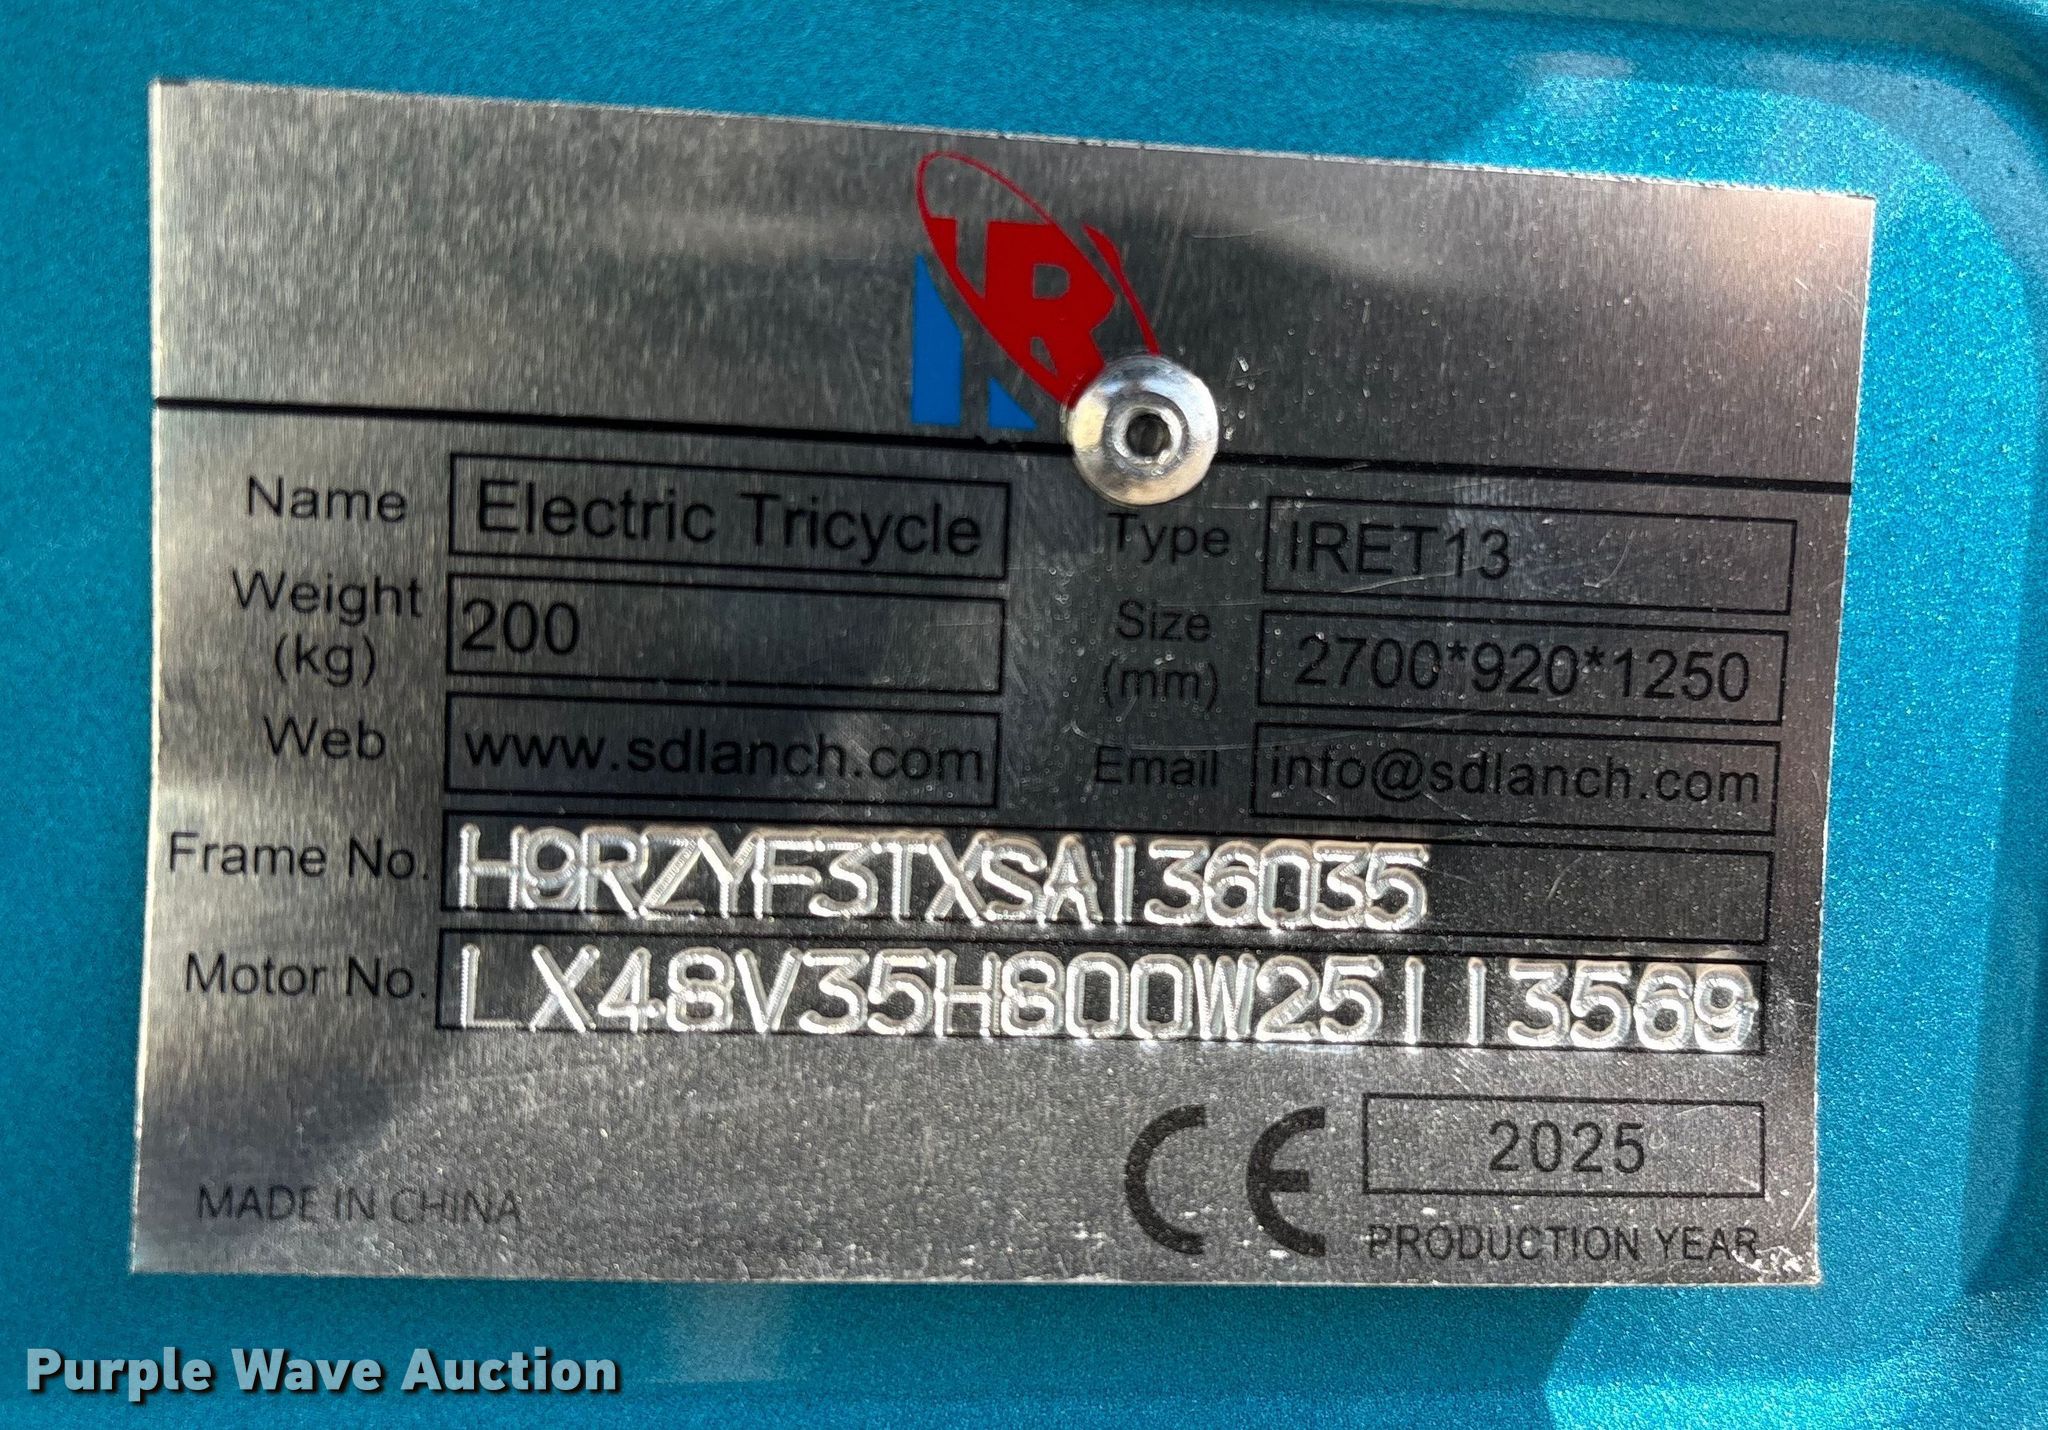 Name Electric Tricycle Type IRET13
Weight (kg) 200 Size (mm) 2700*920*1250
Web www.sdlanch.com Email info@sdlanch.com
Frame No. H9RZYF3TXSA136035
Motor No. LX48V35H800W25113569
CE 2025
MADE IN CHINA PRODUCTION YEAR
Purple Wave Auction